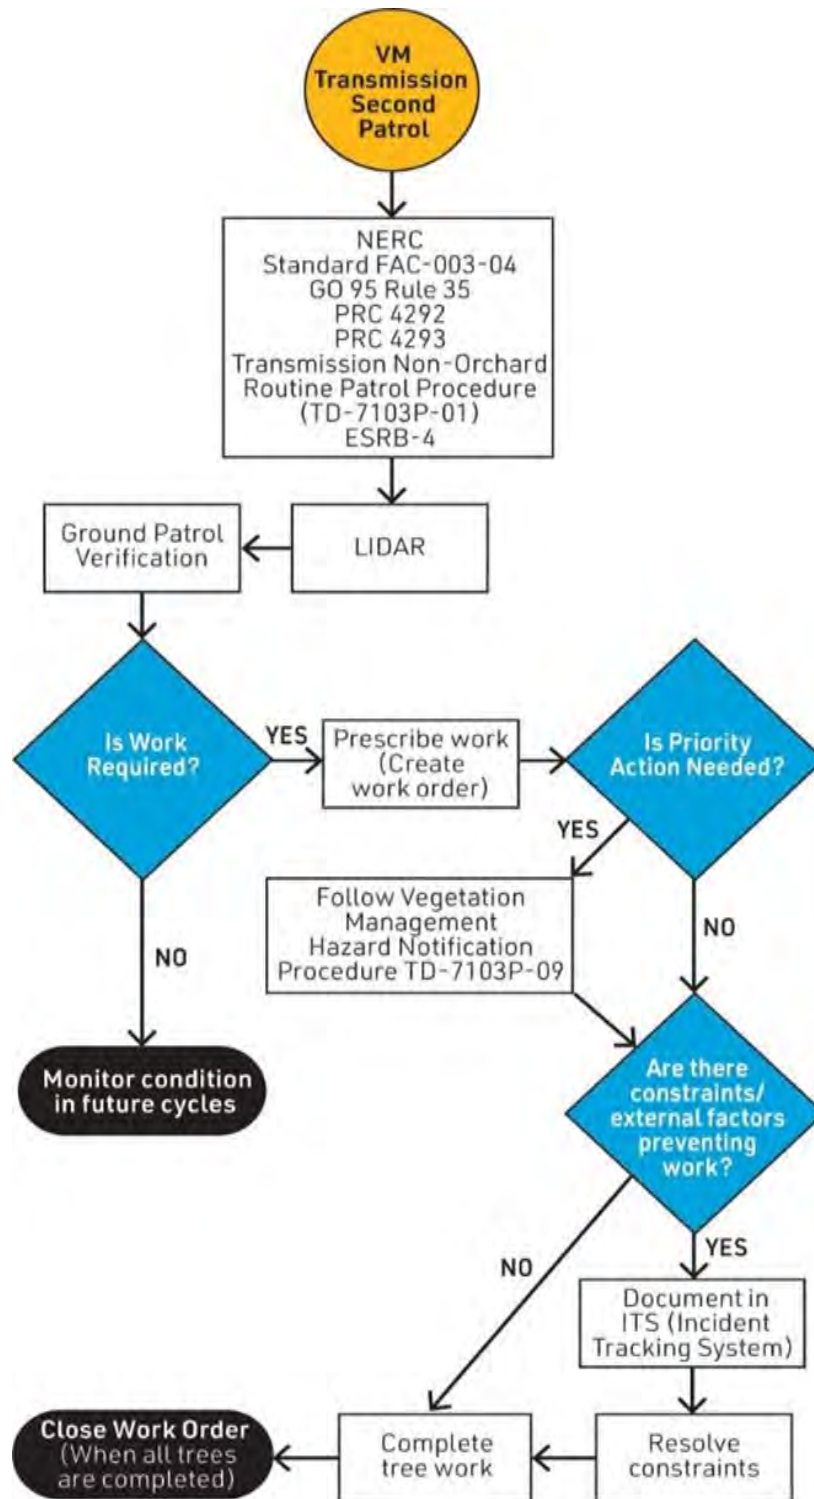 VM
Transmission
Second
Patrol
NERC
Standard FAC-003-04
GO 95 Rule 35
PRC 4292
PRC 4293
Transmission Non-Orchard
Routine Patrol Procedure
(TD-7103P-01)
ESRB-4
Ground Patrol
Verification
LIDAR
Is Work
Required?
YES
Prescribe work
(Create
work order)
Is Priority
Action Needed?
YES
Follow Vegetation
Management
Hazard Notification
Procedure TD-7103P-09
NO
NO
Monitor condition
in future cycles
Are there
constraints/
external factors
preventing
work?
NO
YES
Document in
ITS (Incident
Tracking System)
Close Work Order
(When all trees
are completed)
Complete
tree work
Resolve
constraints